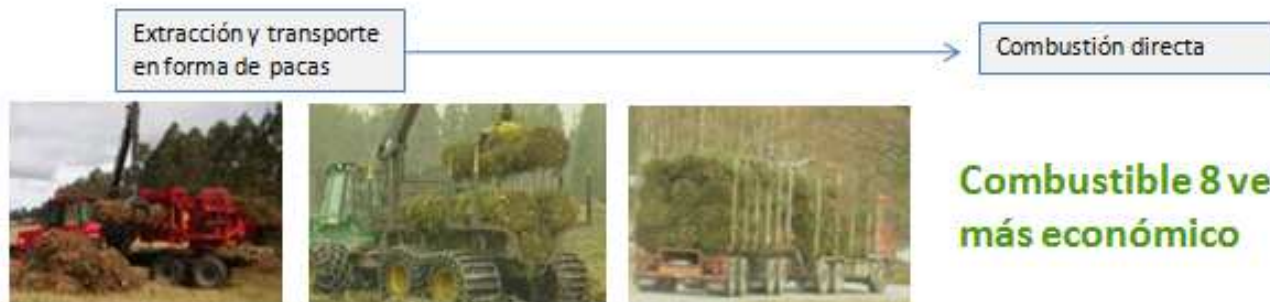 Extracción y transporte
en forma de pacas
Combustión directa
Combustible 8 ve
más económico